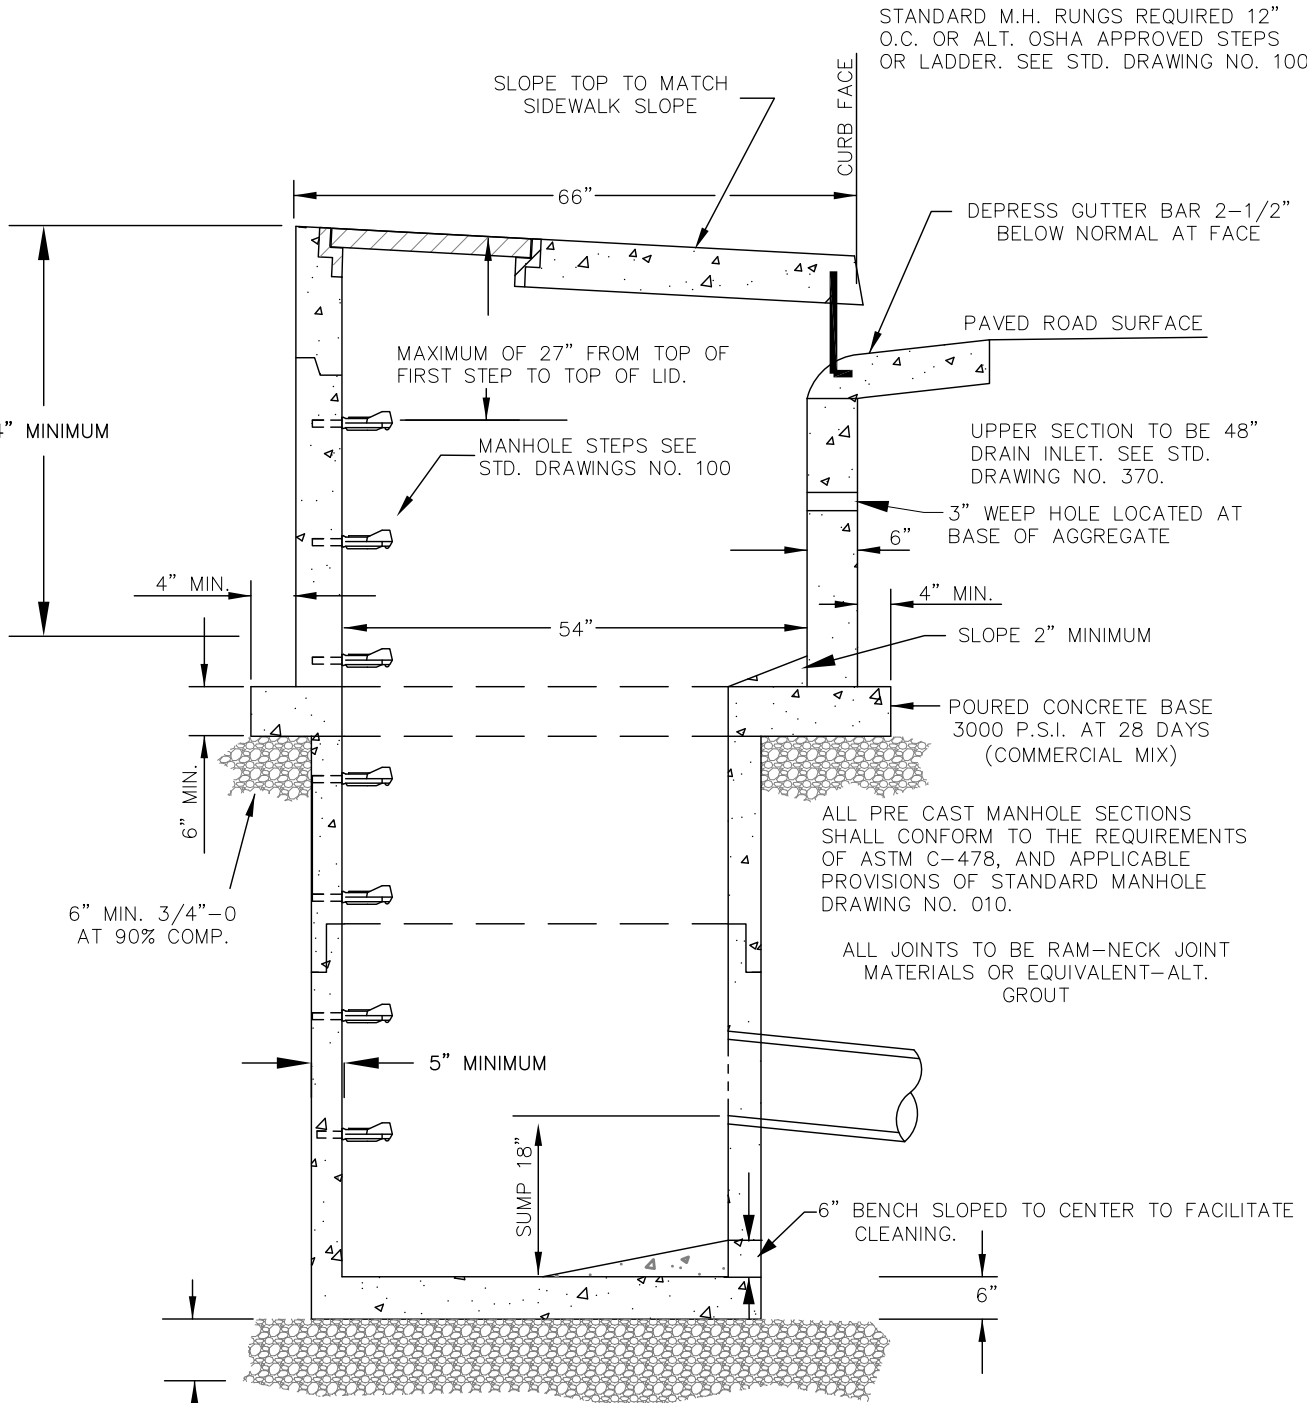 STANDARD M.H. RUNGS REQUIRED 12”
O.C. OR ALT. OSHA APPROVED STEPS
OR LADDER. SEE STD. DRAWING NO. 100
SLOPE TOP TO MATCH
SIDEWALK SLOPE
CURB FACE
66”
DEPRESS GUTTER BAR 2-1/2”
BELOW NORMAL AT FACE
PAVED ROAD SURFACE
MAXIMUM OF 27” FROM TOP OF
FIRST STEP TO TOP OF LID.
MINIMUM
MANHOLE STEPS SEE
STD. DRAWINGS NO. 100
UPPER SECTION TO BE 48”
DRAIN INLET. SEE STD.
DRAWING NO. 370.
3” WEEP HOLE LOCATED AT
BASE OF AGGREGATE
6”
4” MIN.
4” MIN.
54”
SLOPE 2” MINIMUM
POURED CONCRETE BASE
3000 P.S.I. AT 28 DAYS
(COMMERCIAL MIX)
6” MIN.
ALL PRE CAST MANHOLE SECTIONS
SHALL CONFORM TO THE REQUIREMENTS
OF ASTM C-478, AND APPLICABLE
PROVISIONS OF STANDARD MANHOLE
DRAWING NO. 010.
6” MIN. 3/4”-0
AT 90% COMP.
ALL JOINTS TO BE RAM-NECK JOINT
MATERIALS OR EQUIVALENT-ALT.
GROUT
5” MINIMUM
SUMP 18”
6” BENCH SLOPED TO CENTER TO FACILITATE
CLEANING.
6”